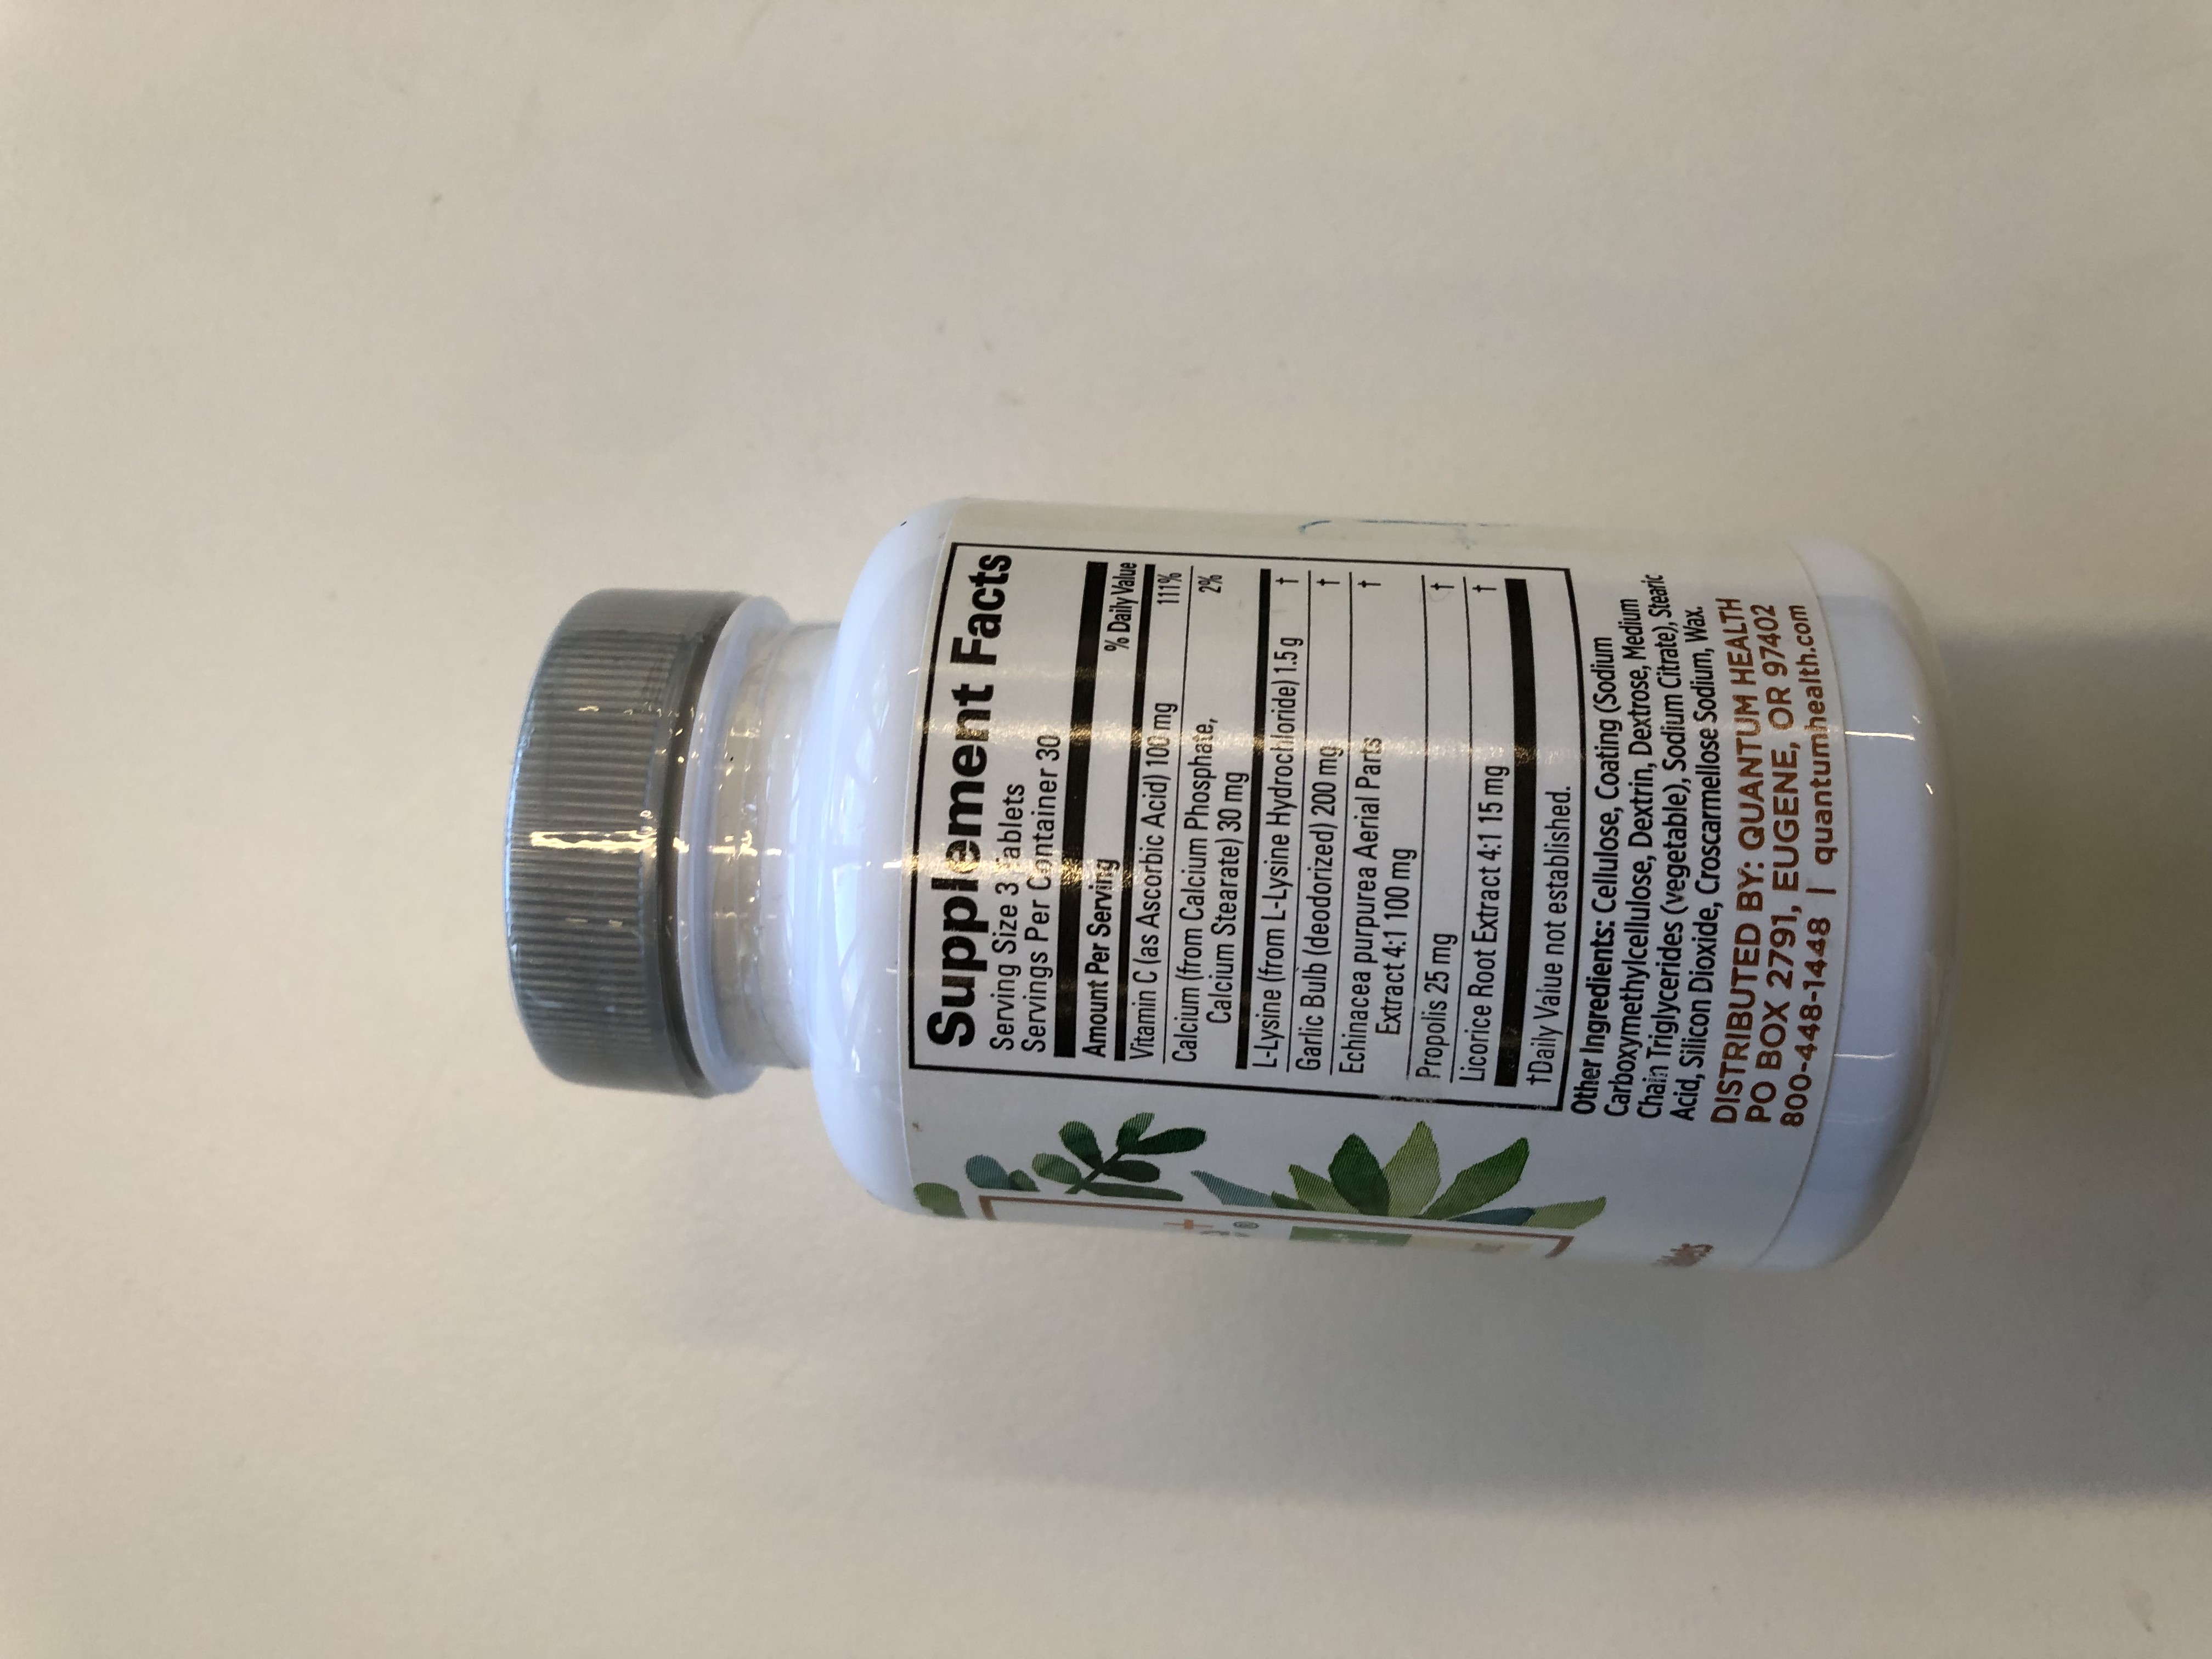 Supplement Facts
Serving Size 3 Tablets
Servings Per Container 30
Amount Per Serving
% Daily Value
Vitamin C (as Ascorbic Acid) 100 mg 111%
Calcium (from Calcium Phosphate, 2%
Calcium Stearate) 30 mg
L-Lysine (from L-Lysine Hydrochloride) 1.5 g †
Garlic Bulb (deodorized) 200 mg †
Echinacea purpurea Aerial Parts †
Extract 4:1 100 mg
Propolis 25 mg †
Licorice Root Extract 4:1 15 mg †
†Daily Value not established.
Other Ingredients: Cellulose, Coating (Sodium
Carboxymethylcellulose, Dextrin, Dextrose, Medium
Chain Triglycerides (vegetable), Sodium Citrate), Stearic
Acid, Silicon Dioxide, Croscarmellose Sodium, Wax.
DISTRIBUTED BY: QUANTUM HEALTH
PO BOX 2791, EUGENE, OR 97402
800-448-1448 | quantumhealth.com